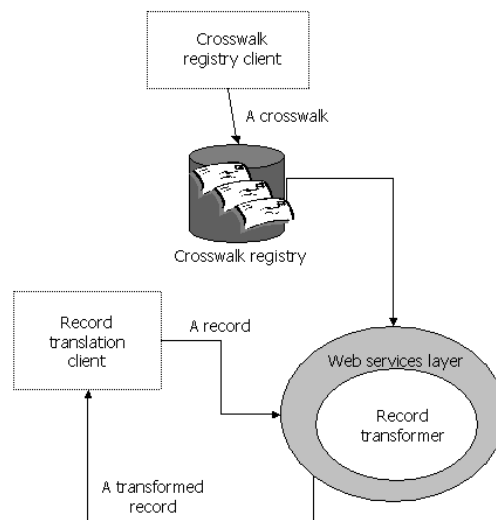 Crosswalk
registry client
A crosswalk
Crosswalk registry
Record
translation
client
A record
Web services layer
Record
transformer
A transformed
record